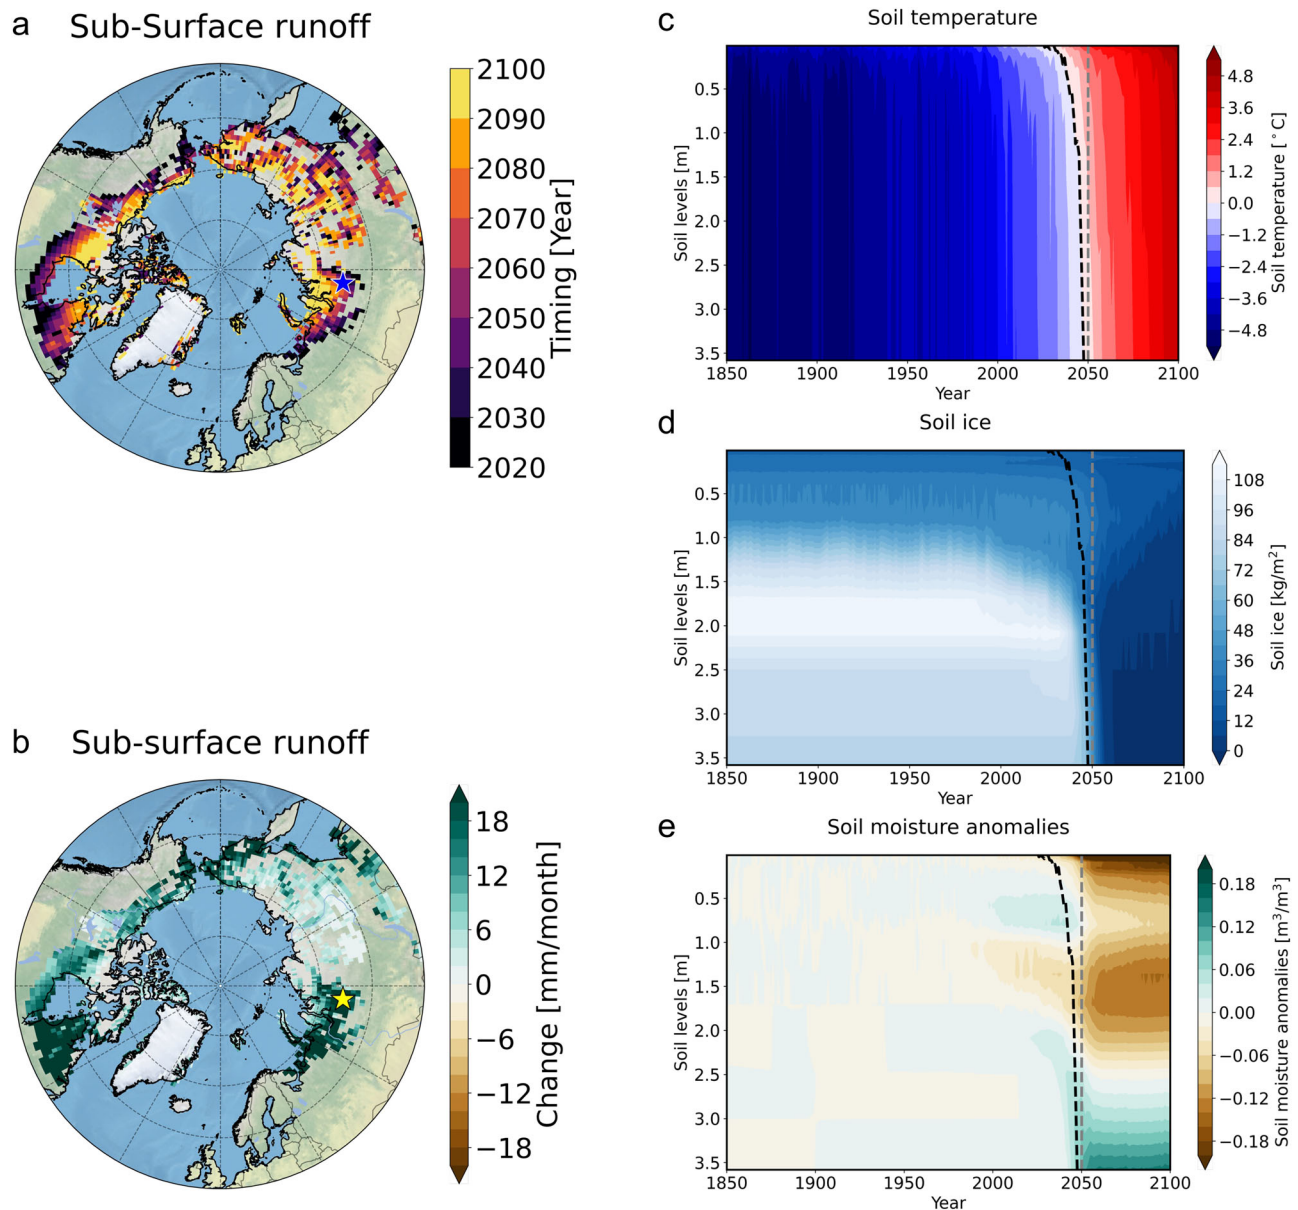 a
Sub-Surface runoff
2100
2090
2080
2070
2060
2050
2040
2030
2020
Timing [Year]
b
Sub-surface runoff
18
12
6
0
−6
−12
−18
Change [mm/month]
c
Soil temperature
0.5
1.0
1.5
2.0
2.5
3.0
3.5
Soil levels [m]
1850 1900 1950 2000 2050 2100
Year
4.8
3.6
2.4
1.2
0.0
−1.2
−2.4
−3.6
−4.8
Soil temperature [°C]
d
Soil ice
0.5
1.0
1.5
2.0
2.5
3.0
3.5
Soil levels [m]
1850 1900 1950 2000 2050 2100
Year
108
96
84
72
60
48
36
24
12
0
Soil ice [kg/m²]
e
Soil moisture anomalies
0.5
1.0
1.5
2.0
2.5
3.0
3.5
Soil levels [m]
1850 1900 1950 2000 2050 2100
Year
0.18
0.12
0.06
0.00
−0.06
−0.12
−0.18
Soil moisture anomalies [m³/m³]